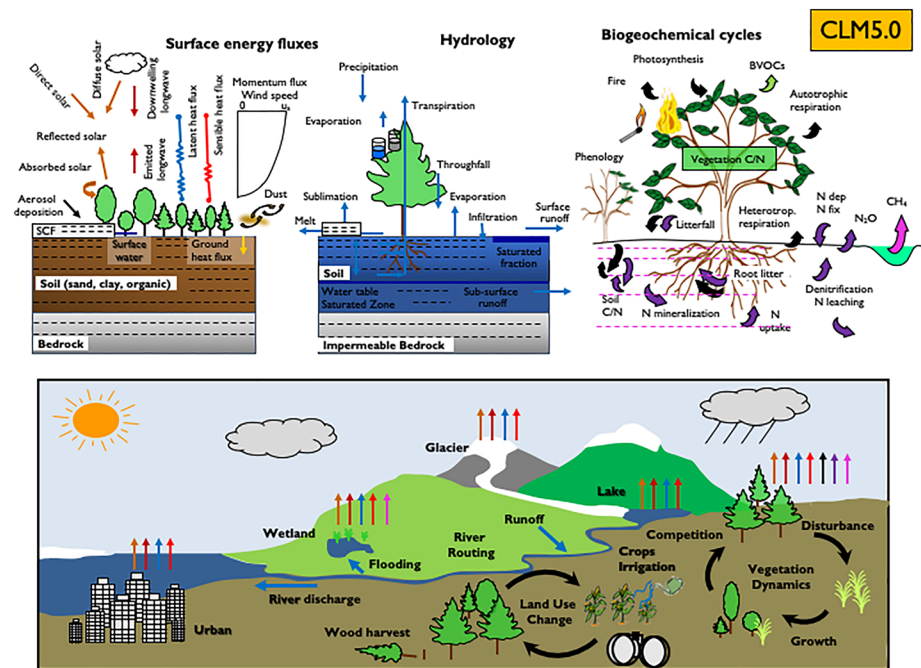 CLM5.0
Surface energy fluxes
Hydrology
Biogeochemical cycles
Direct solar
Diffuse solar
Downwelling
longwave
Latent heat flux
Sensible heat flux
Momentum flux
Wind speed
0
Reflected solar
Emitted
longwave
Absorbed solar
Aerosol
deposition
Dust
SCF
Surface
water
Ground
heat flux
Soil (sand, clay, organic)
Bedrock
Precipitation
Transpiration
Evaporation
Throughfall
Sublimation
Evaporation
Melt
Infiltration
Surface
runoff
Saturated
fraction
Soil
Water table
Saturated Zone
Sub-surface
runoff
Impermeable Bedrock
Photosynthesis
BVOCs
Fire
Autotrophic
respiration
Phenology
Vegetation C/N
Litterfall
Heterotrop.
respiration
N dep
N fix
N₂O
CH₄
Root litter
Soil
C/N
N mineralization
N
uptake
Denitrification
N leaching
Glacier
Lake
Wetland
River
Routing
Runoff
Flooding
River discharge
Urban
Wood harvest
Land Use
Change
Crops
Irrigation
Competition
Disturbance
Vegetation
Dynamics
Growth